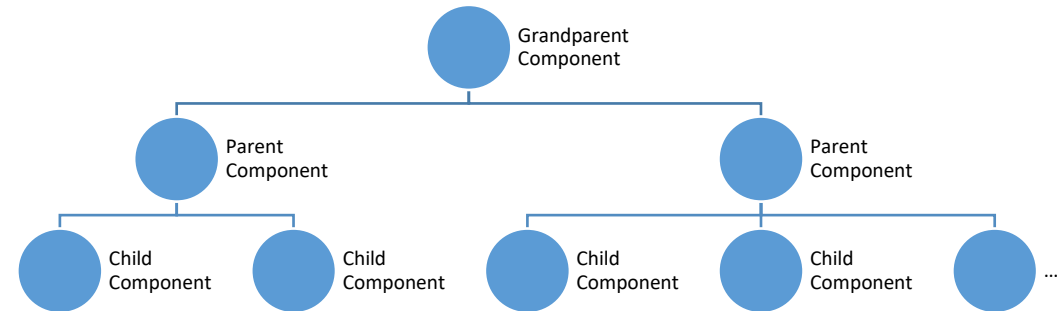 Grandparent
Component
Parent
Component
Parent
Component
Child
Component
Child
Component
Child
Component
Child
Component
...